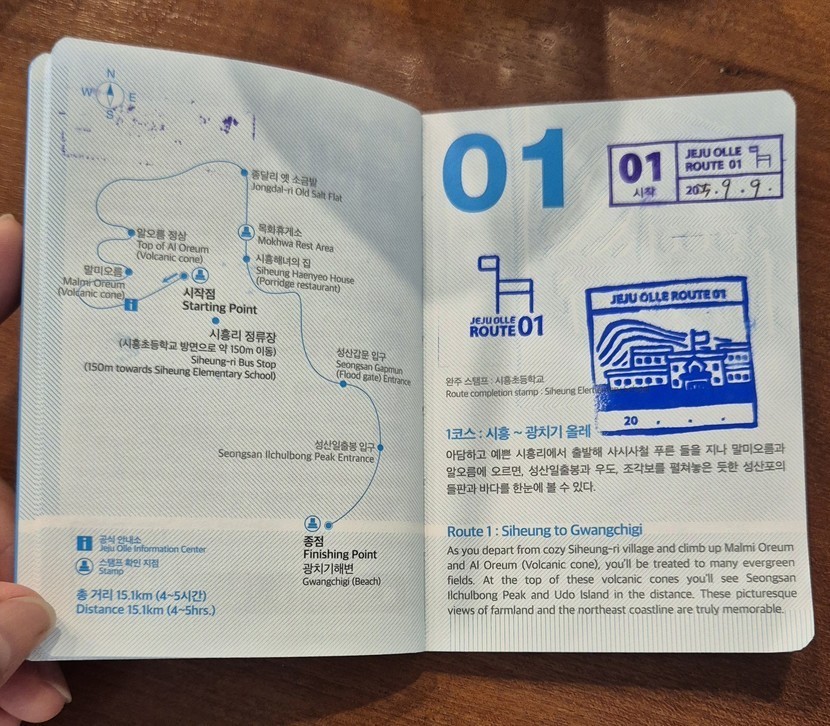 N
W
E
S
종달리 옛 소금밭
Jongdal-ri Old Salt Flat
목화휴게소
Mokhwa Rest Area
시흥해녀의 집
Siheung Haenyeo House
(Porridge restaurant)
알오름 정상
Top of Al Oreum
(Volcanic cone)
말미오름
Malmi Oreum
(Volcanic cone)
시작점
Starting Point
시흥리 정류장
(시흥초등학교 방면으로 약 150m 이동)
Siheung-ri Bus Stop
(150m towards Siheung Elementary School)
성산갑문 입구
Seongsan Gapmun
(Flood gate) Entrance
성산일출봉 입구
Seongsan Ilchulbong Peak Entrance
종점
Finishing Point
광치기해변
Gwangchigi (Beach)
i 공식 안내소
Jeju Olle Information Center
스탬프 확인 지점
Stamp
총 거리 15.1km (4~5시간)
Distance 15.1km (4~5hrs.)
01
01
시작
JEJU OLLE
ROUTE 01
2025. 9. 9.
JEJU OLLE
ROUTE 01
JEJU OLLE ROUTE 01
20 . . .
완주 스탬프 : 시흥초등학교
Route completion stamp : Siheung
1코스 : 시흥 ~ 광치기 올레
아담하고 예쁜 시흥리에서 출발해 사시사철 푸른 들을 지나 말미오름과
알오름에 오르면, 성산일출봉과 우도, 조각보를 펼쳐놓은 듯한 성산포의
들판과 바다를 한눈에 볼 수 있다.
Route 1 : Siheung to Gwangchigi
As you depart from cozy Siheung-ri village and climb up Malmi Oreum
and Al Oreum (Volcanic cone), you'll be treated to many evergreen
fields. At the top of these volcanic cones you'll see Seongsan
Ilchulbong Peak and Udo Island in the distance. These picturesque
views of farmland and the northeast coastline are truly memorable.